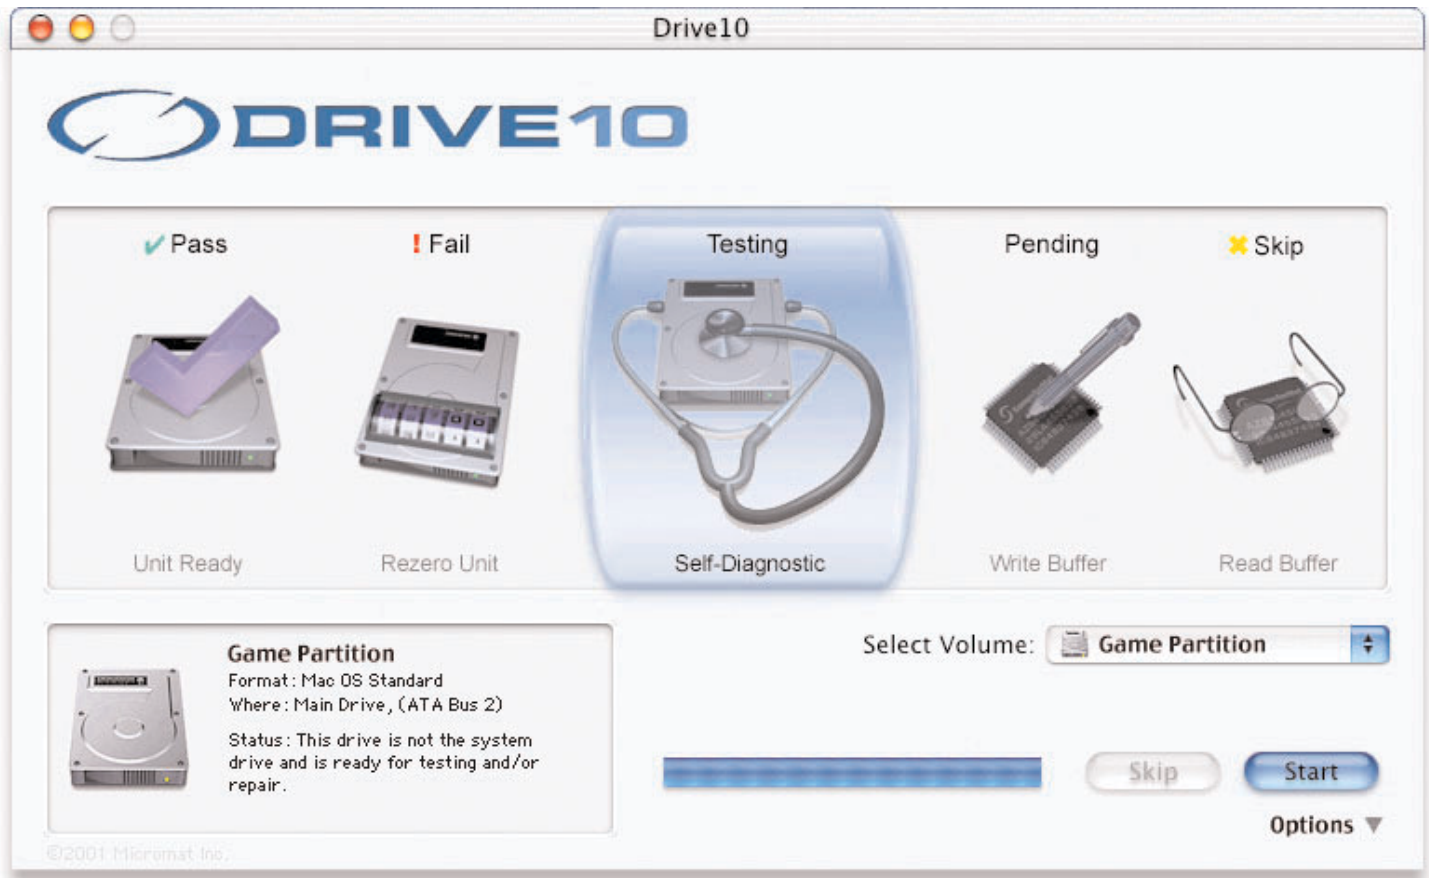 Drive10
DRIVE10
Pass
! Fail
Testing
Pending
Skip
Unit Ready
Rezero Unit
Self-Diagnostic
Write Buffer
Read Buffer
Game Partition
Format: Mac OS Standard
Where: Main Drive, (ATA Bus 2)
Status: This drive is not the system
drive and is ready for testing and/or
repair.
Select Volume:
Game Partition
Skip
Start
Options
©2001 Micromat Inc.